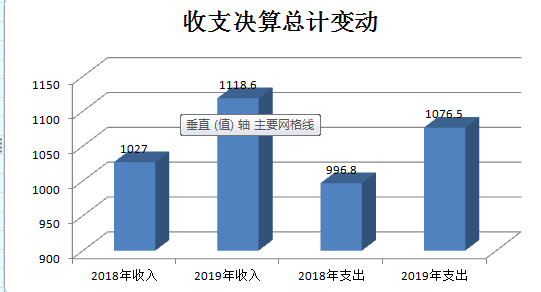 收支决算总计变动
1150
1100
1050
1000
950
900
1027
1118.6
996.8
1076.5
垂直 (值) 轴 主要网格线
2018年收入
2019年收入
2018年支出
2019年支出